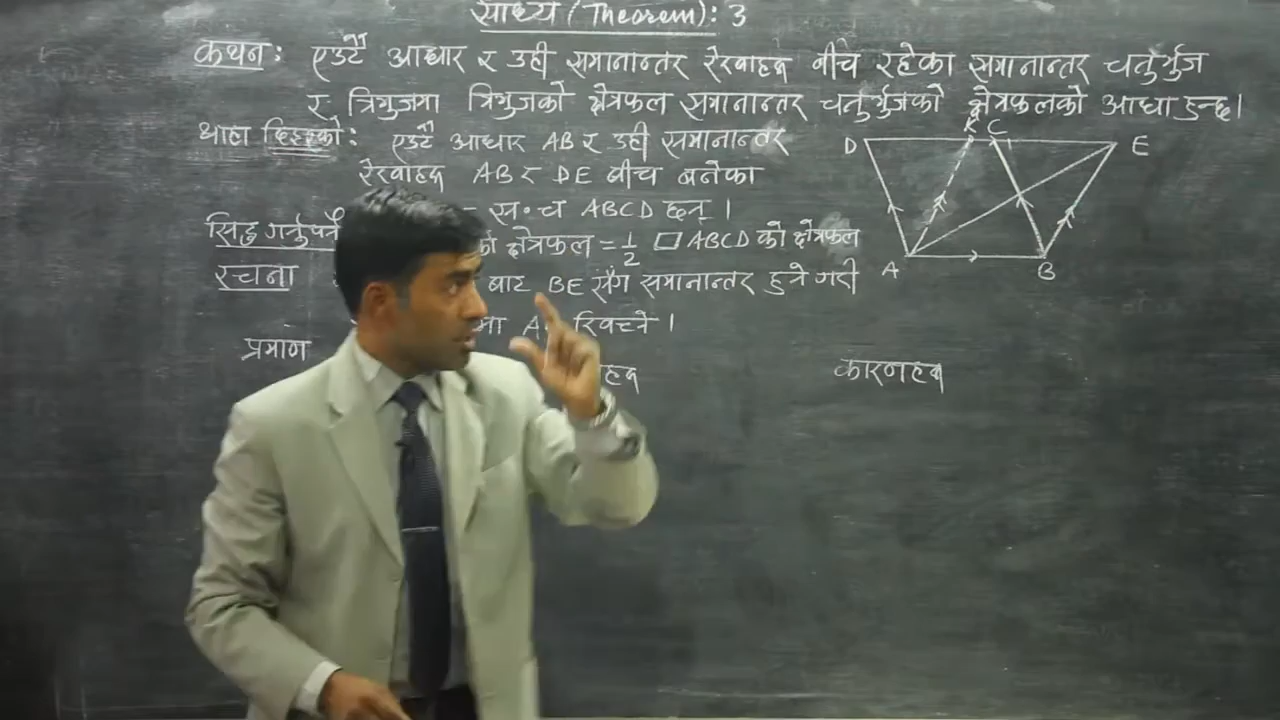 साध्य (Theorem): 3
कथन: एउटै आधार र उही समानान्तर रेखाहरू बीच रहेका समानान्तर चतुर्भुज
र त्रिभुजमा त्रिभुजको क्षेत्रफल समानान्तर चतुर्भुजको क्षेत्रफलको आधा हुन्छ।
थाहा दिइएको: एउटै आधार AB र उही समानान्तर
रेखाहरू AB र DE बीच बनेका
स॰च ABCD छन् ।
सिद्ध गर्नुपर्ने को क्षेत्रफल = 1/2 ▱ ABCD को क्षेत्रफल
रचना बाट BE सँग समानान्तर हुने गरी
मा A खिच्ने ।
प्रमाण
हरू कारणहरू
D C E
A B